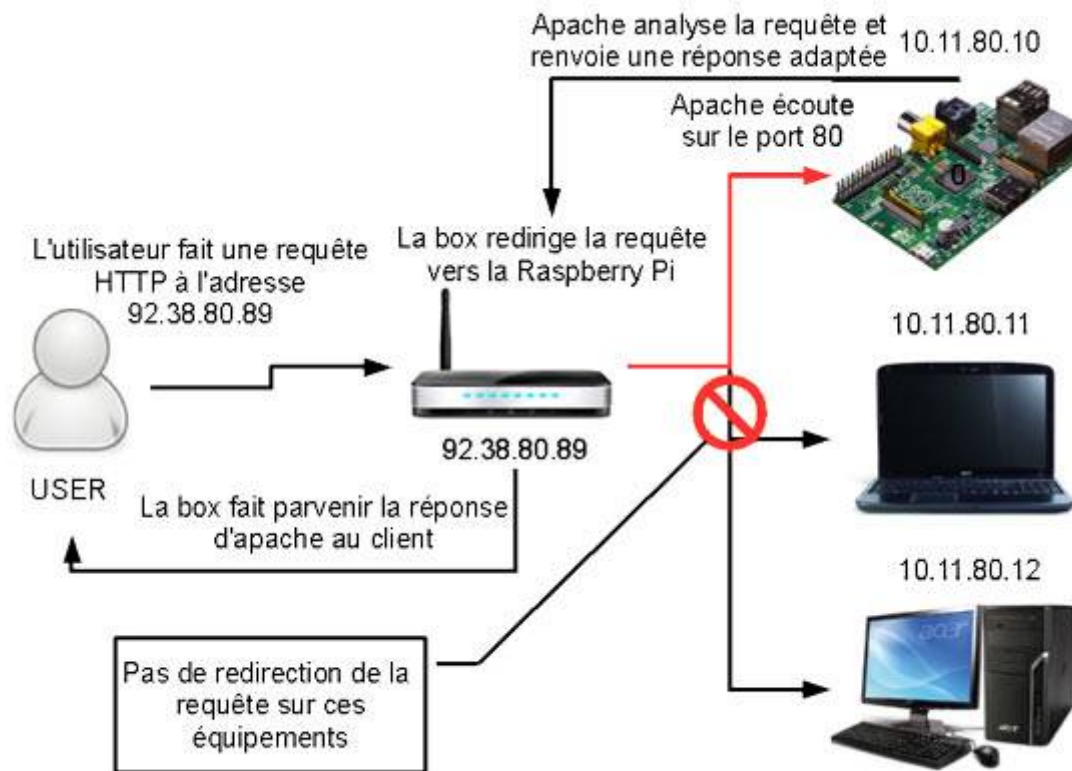 Apache analyse la requête et
renvoie une réponse adaptée
10.11.80.10
Apache écoute
sur le port 80
L'utilisateur fait une requête
HTTP à l'adresse
92.38.80.89
La box redirige la requête
vers la Raspberry Pi
10.11.80.11
92.38.80.89
USER
La box fait parvenir la réponse
d'apache au client
10.11.80.12
Pas de redirection de la
requête sur ces
équipements
acer